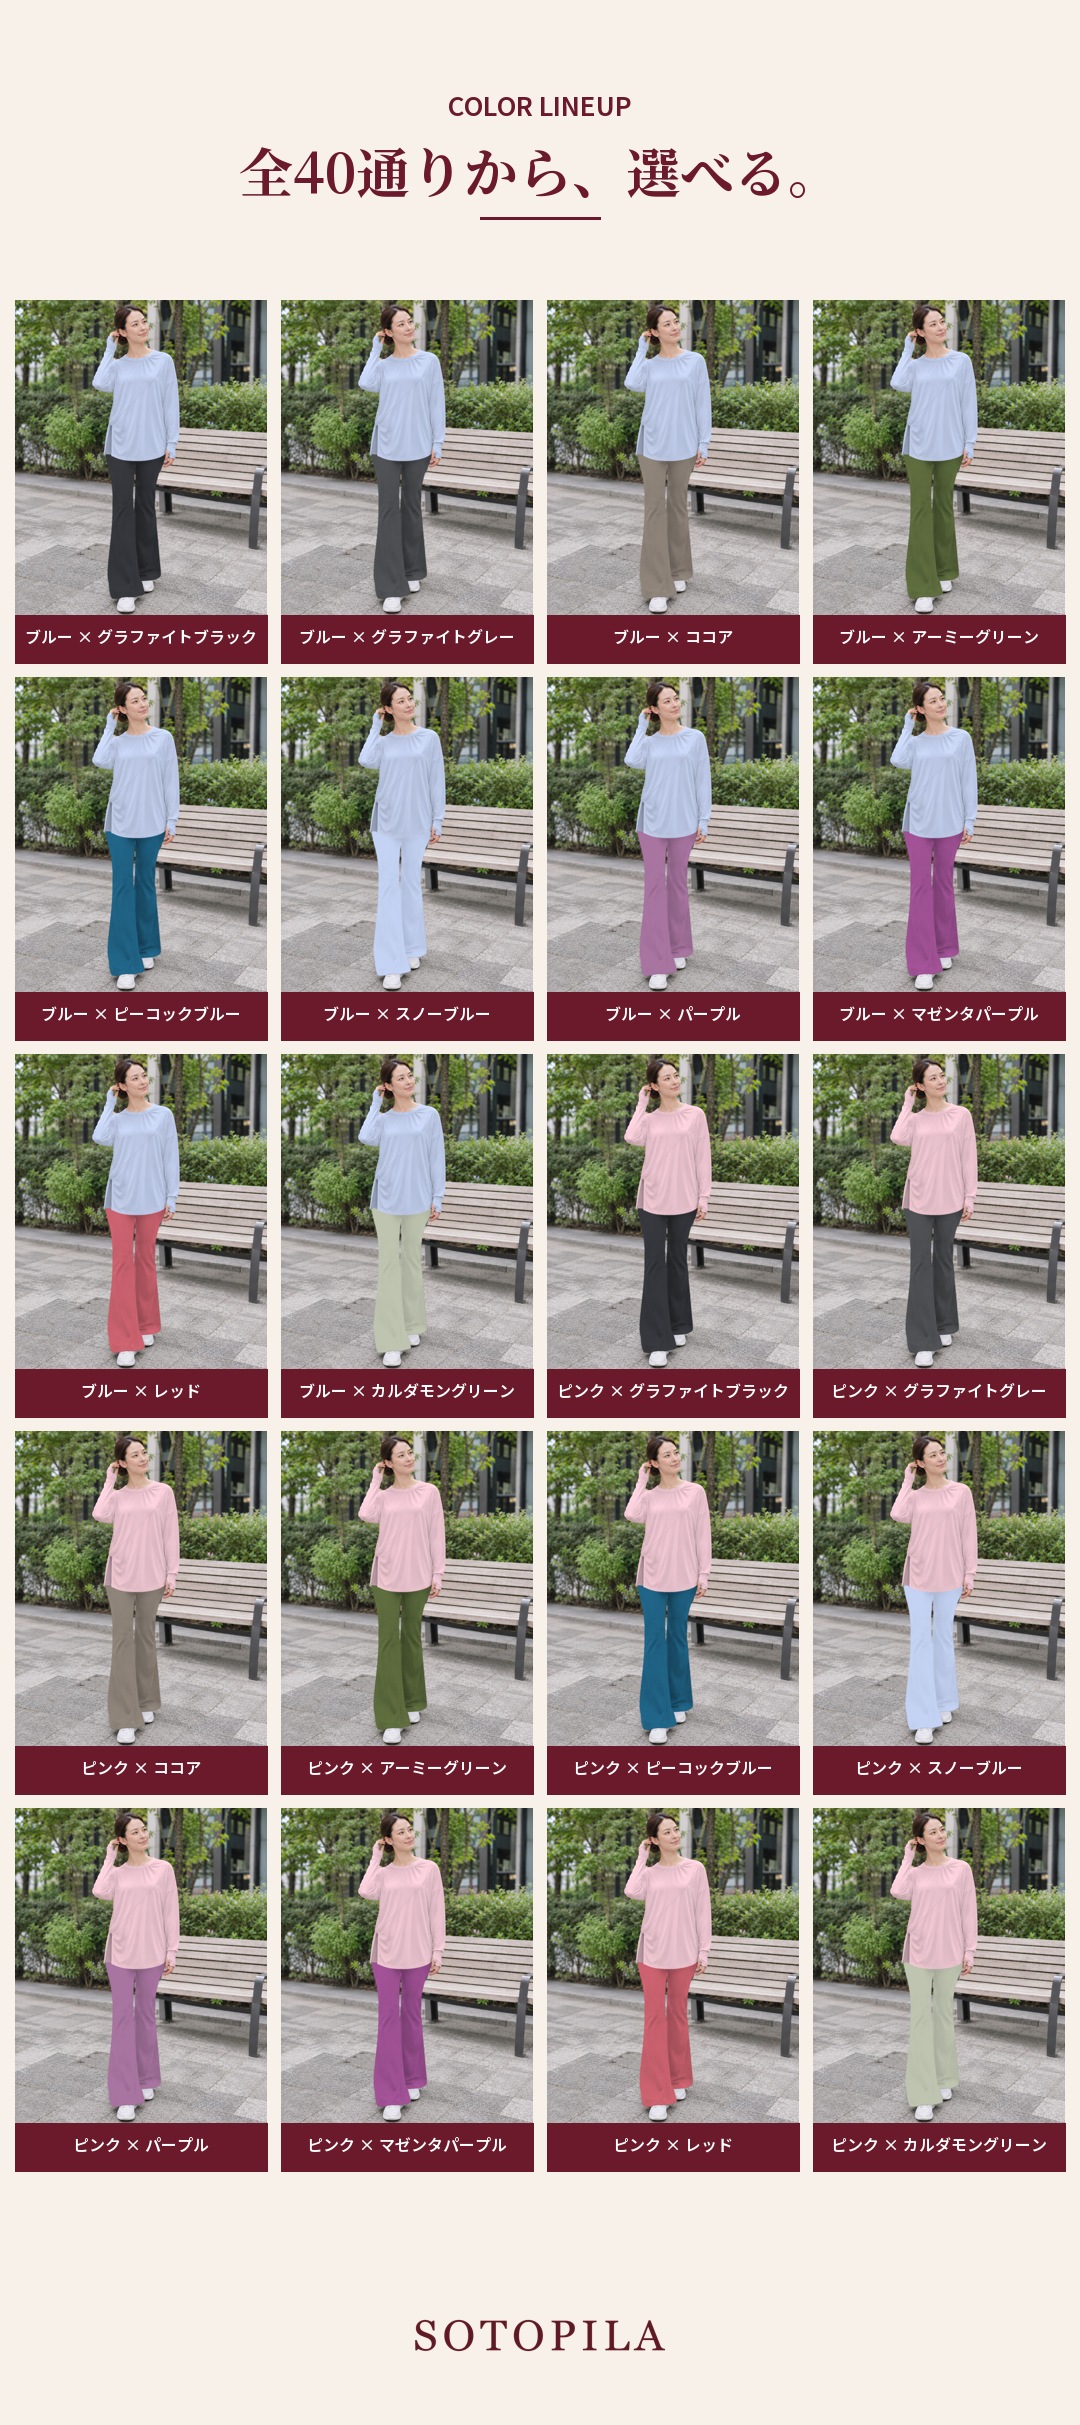 COLOR LINEUP
全40通りから、選べる。
ブルー × グラファイトブラック
ブルー × グラファイトグレー
ブルー × ココア
ブルー × アーミーグリーン
ブルー × ピーコックブルー
ブルー × スノーブルー
ブルー × パープル
ブルー × マゼンタパープル
ブルー × レッド
ブルー × カルダモングリーン
ピンク × グラファイトブラック
ピンク × グラファイトグレー
ピンク × ココア
ピンク × アーミーグリーン
ピンク × ピーコックブルー
ピンク × スノーブルー
ピンク × パープル
ピンク × マゼンタパープル
ピンク × レッド
ピンク × カルダモングリーン
SOTOPILA